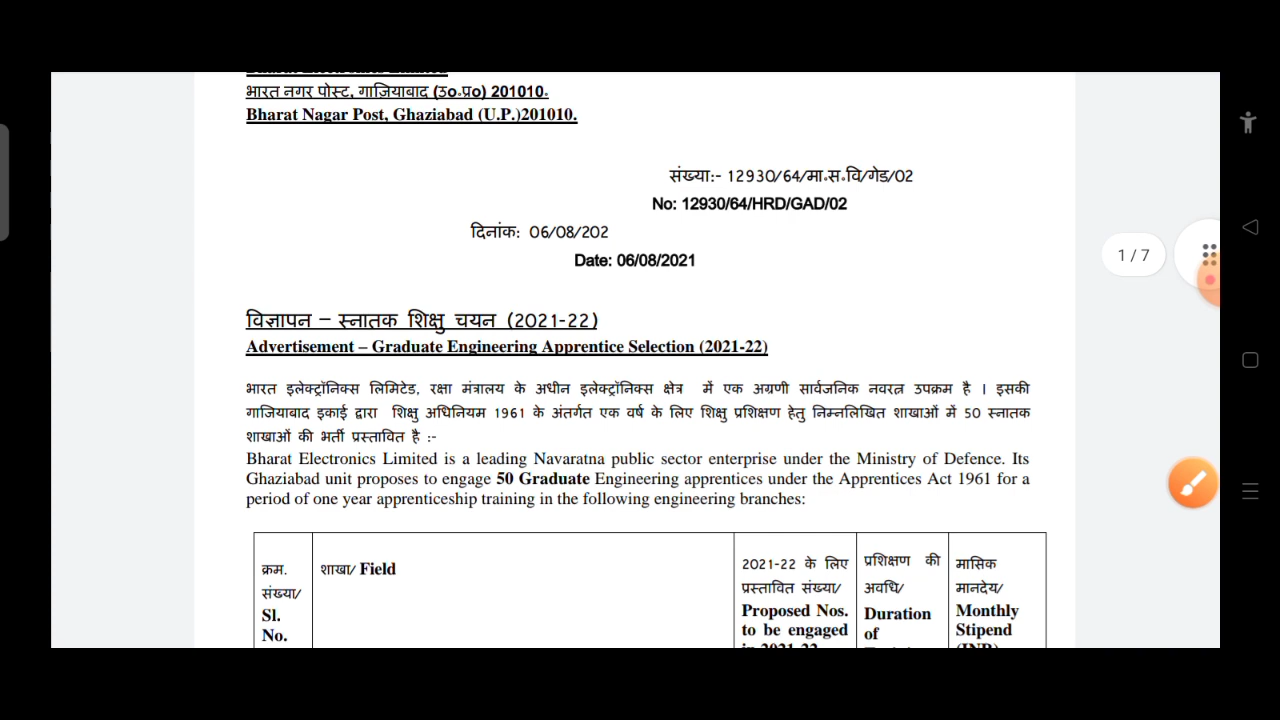 भारत नगर पोस्ट, गाजियाबाद (उ०.प्र०) 201010.
Bharat Nagar Post, Ghaziabad (U.P.)201010.
संख्या:- 12930/64/मा.स.वि/गेड/02
No: 12930/64/HRD/GAD/02
दिनांक: 06/08/202
Date: 06/08/2021
1 / 7
विज्ञापन – स्नातक शिक्षु चयन (2021-22)
Advertisement – Graduate Engineering Apprentice Selection (2021-22)
भारत इलेक्ट्रॉनिक्स लिमिटेड, रक्षा मंत्रालय के अधीन इलेक्ट्रॉनिक्स क्षेत्र में एक अग्रणी सार्वजनिक नवरत्न उपक्रम है । इसकी
गाजियाबाद इकाई द्वारा शिक्षु अधिनियम 1961 के अंतर्गत एक वर्ष के लिए शिक्षु प्रशिक्षण हेतु निम्नलिखित शाखाओं में 50 स्नातक
शाखाओं की भर्ती प्रस्तावित है :-
Bharat Electronics Limited is a leading Navaratna public sector enterprise under the Ministry of Defence. Its
Ghaziabad unit proposes to engage 50 Graduate Engineering apprentices under the Apprentices Act 1961 for a
period of one year apprenticeship training in the following engineering branches:
क्रम.
संख्या/
Sl.
No.
शाखा/ Field
2021-22 के लिए
प्रस्तावित संख्या/
Proposed Nos.
to be engaged
in 2021-22
प्रशिक्षण की
अवधि/
Duration
of
मासिक
मानदेय/
Monthly
Stipend
(INR)